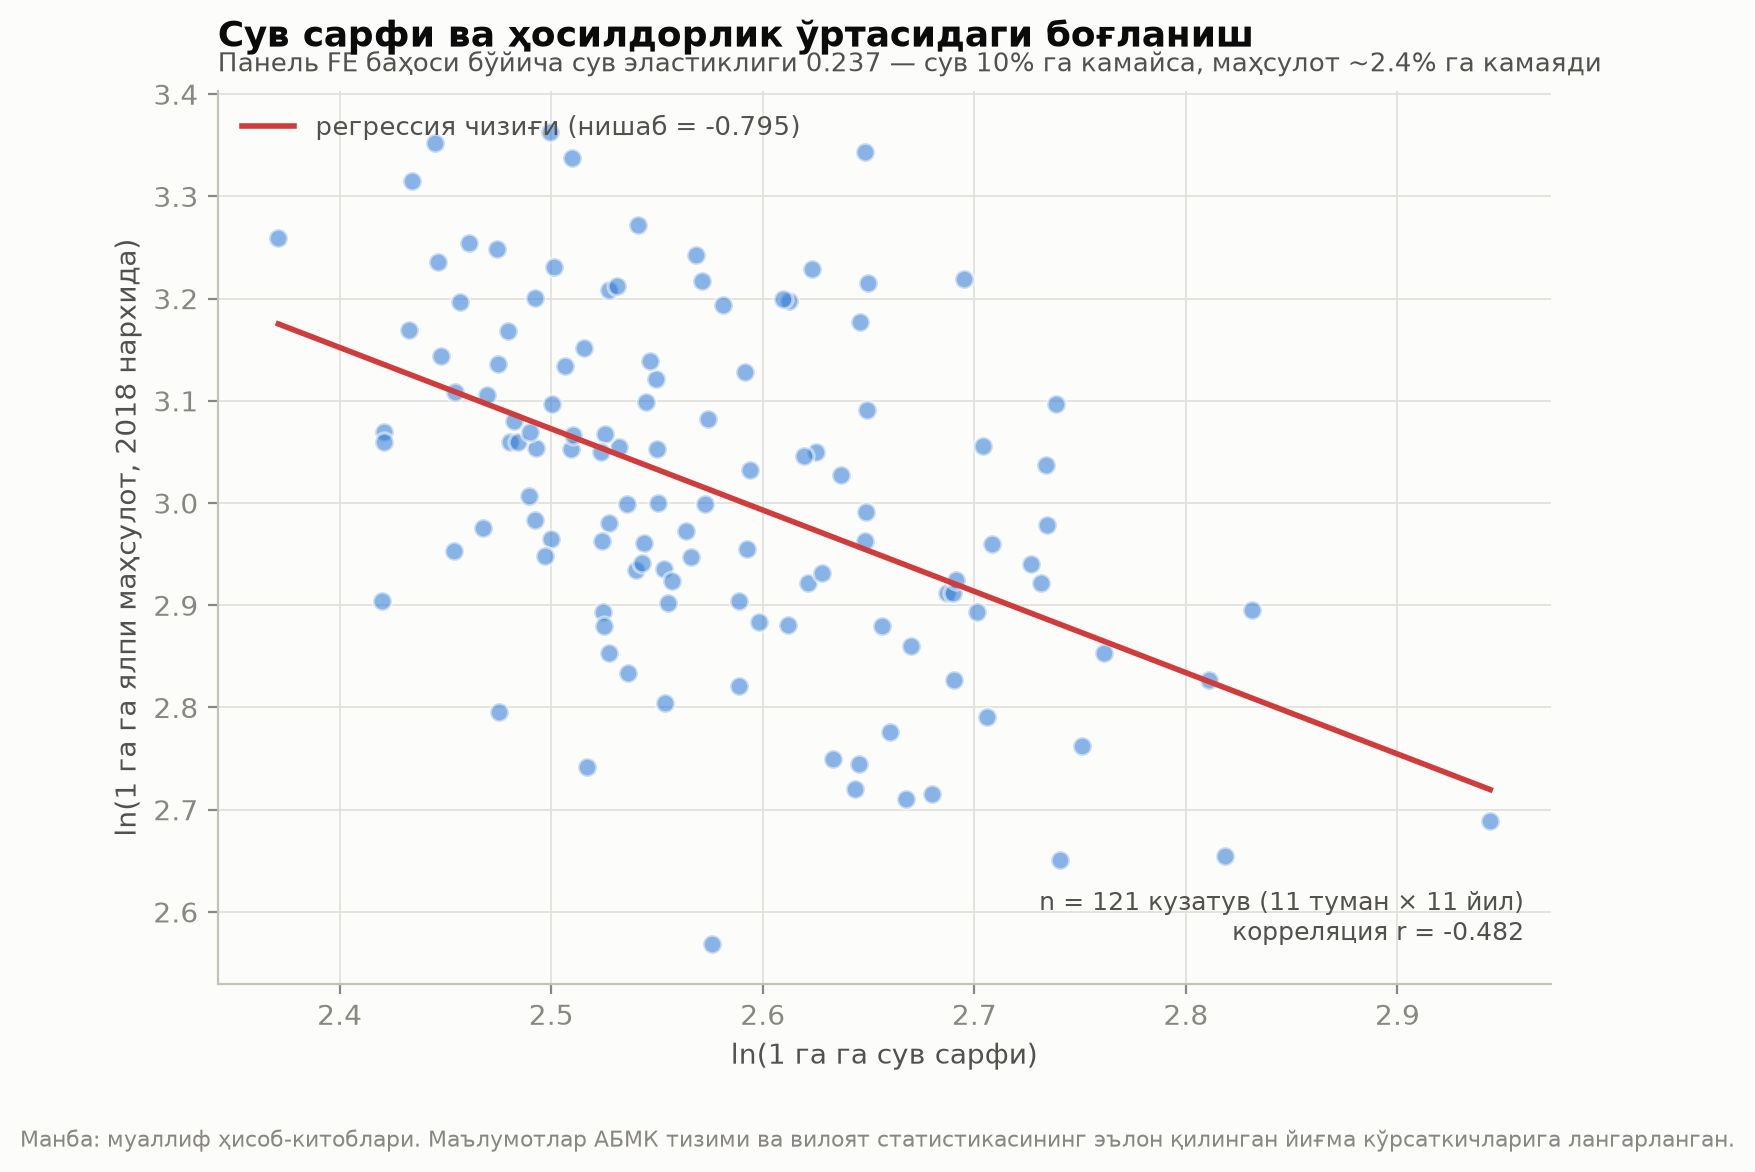 Сув сарфи ва ҳосилдорлик ўртасидаги боғланиш
Панель FE баҳоси бўйича сув эластиклиги 0.237 — сув 10% га камайса, маҳсулот ~2.4% га камаяди
регрессия чизиғи (нишаб = -0.795)
ln(1 га га ялпи маҳсулот, 2018 нархида)
3.4
3.3
3.2
3.1
3.0
2.9
2.8
2.7
2.6
n = 121 кузатув (11 туман × 11 йил)
корреляция r = -0.482
2.4 2.5 2.6 2.7 2.8 2.9
ln(1 га га сув сарфи)
Манба: муаллиф ҳисоб-китоблари. Маълумотлар АБМК тизими ва вилоят статистикасининг эълон қилинган йиғма кўрсаткичларига лангарланган.